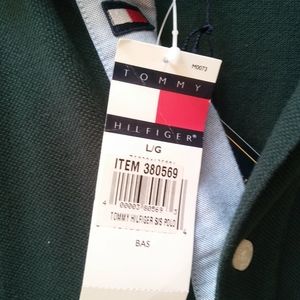 M0073
TOMMY
HILFIGER®
L/G
ITEM 380569
TOMMY HILFIGER S/S POLO
BAS